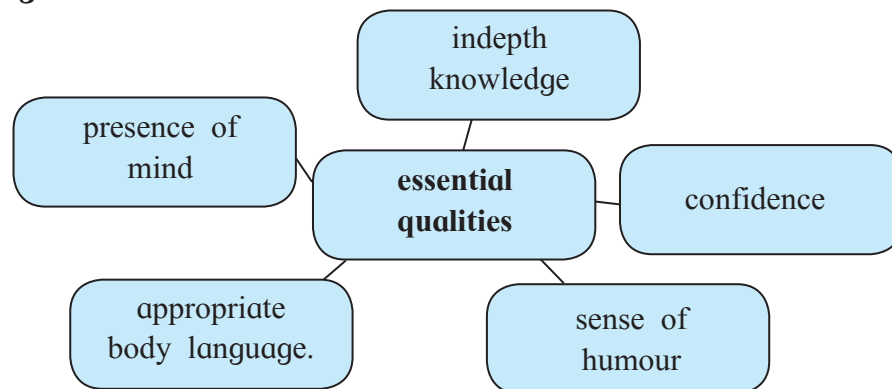 indepth
knowledge
presence of
mind
essential
qualities
confidence
appropriate
body language.
sense of
humour